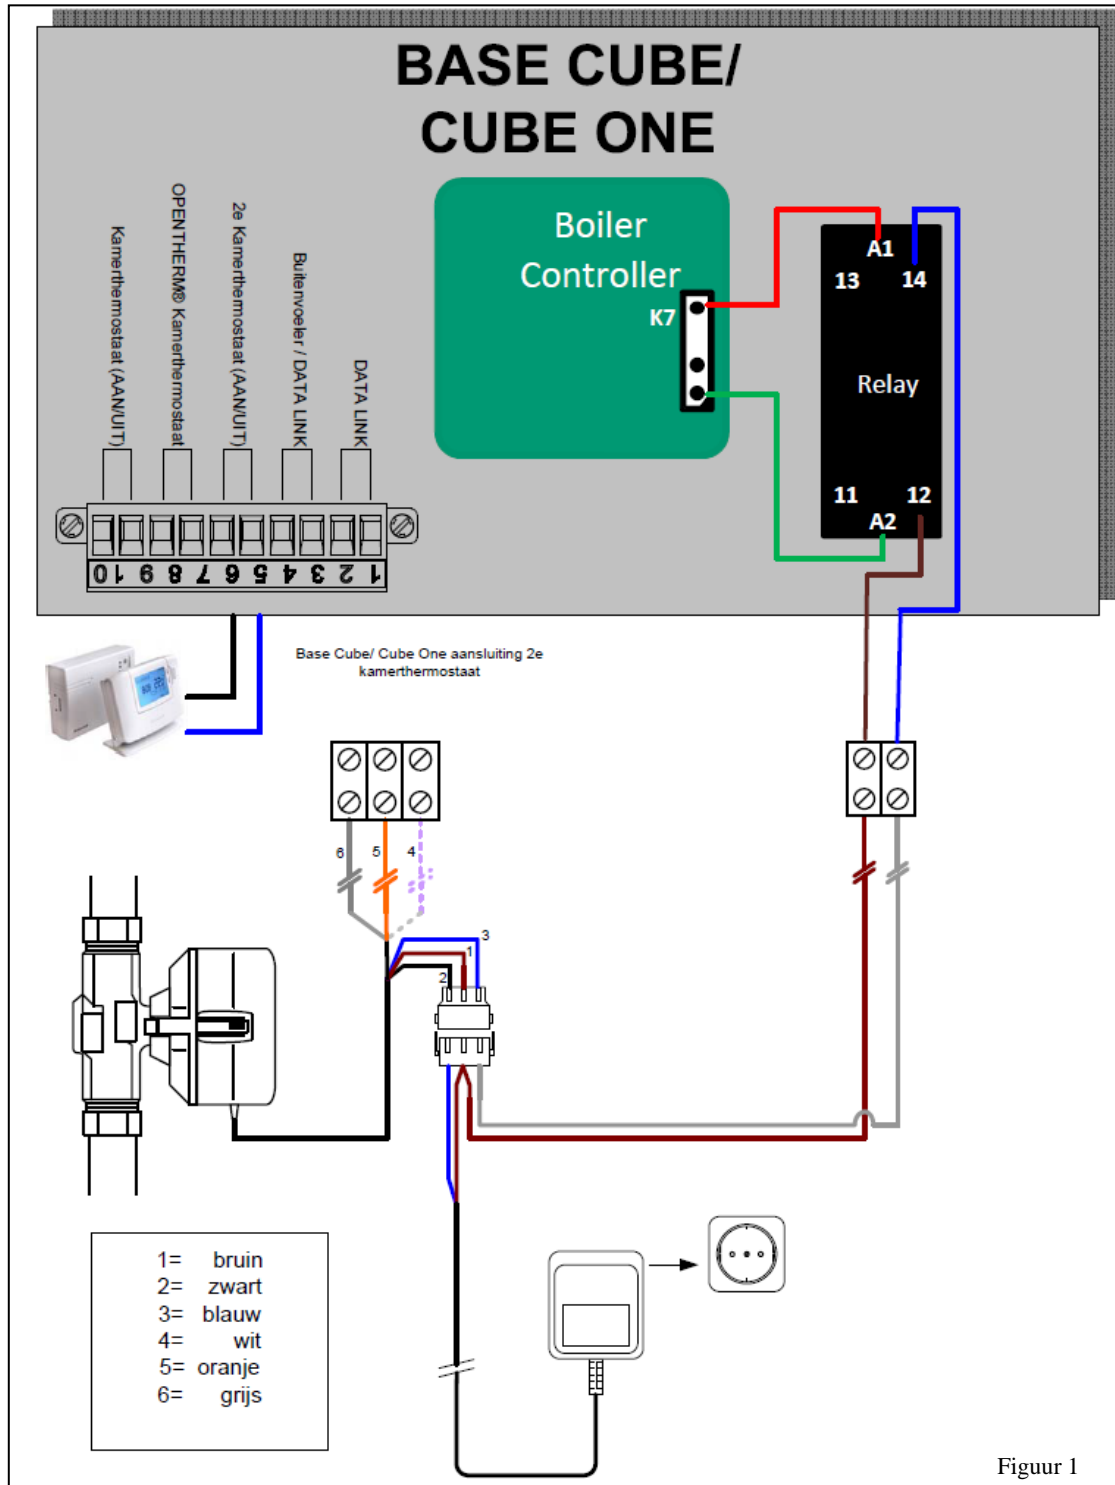 BASE CUBE/
CUBE ONE
Kamerthermostaat (AAN/UIT)
OPENTHERM® Kamerthermostaat
2e Kamerthermostaat (AAN/UIT)
Buitenvoeler / DATA LINK
DATA LINK
Boiler
Controller
K7
A1
13
14
Relay
11
12
A2
10 9 8 7 6 5 4 3 2 1
Base Cube/ Cube One aansluiting 2e
kamerthermostaat
6
5
4
3
1
2
1= bruin
2= zwart
3= blauw
4= wit
5= oranje
6= grijs
Figuur 1